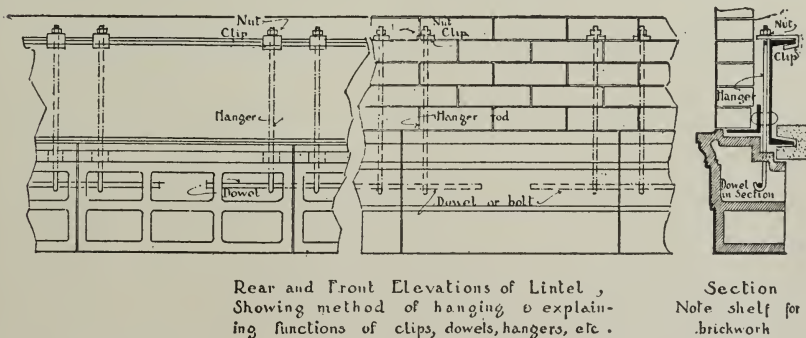 Nut
Clip
Hanger
Dowel
Nut
Clip
Hanger rod
Dowel or bolt
Nut
Clip
Hanger
Dowel
in Section
Rear and Front Elevations of Lintel,
Showing method of hanging & explain-
ing functions of clips, dowels, hangers, etc.
Section
Note shelf for
brickwork